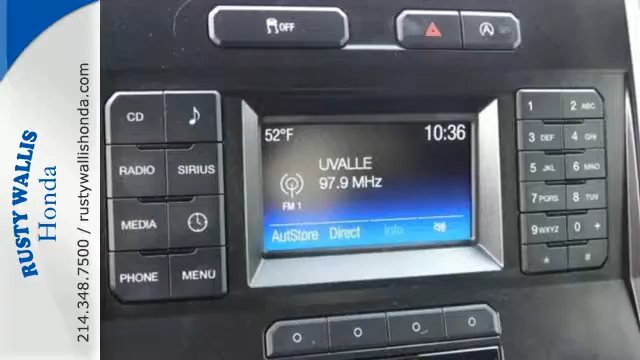 RUSTY WALLIS
Honda
214.348.7500 / rustywallishonda.com
OFF
A
CD
RADIO SIRIUS
MEDIA
PHONE MENU
52°F 10:36
UVALLE
97.9 MHz
FM 1
AutStore Direct Info
1 2 ABC
3 DEF 4 GHI
5 JKL 6 MNO
7 PQRS 8 TUV
9 WXYZ 0 +
* #